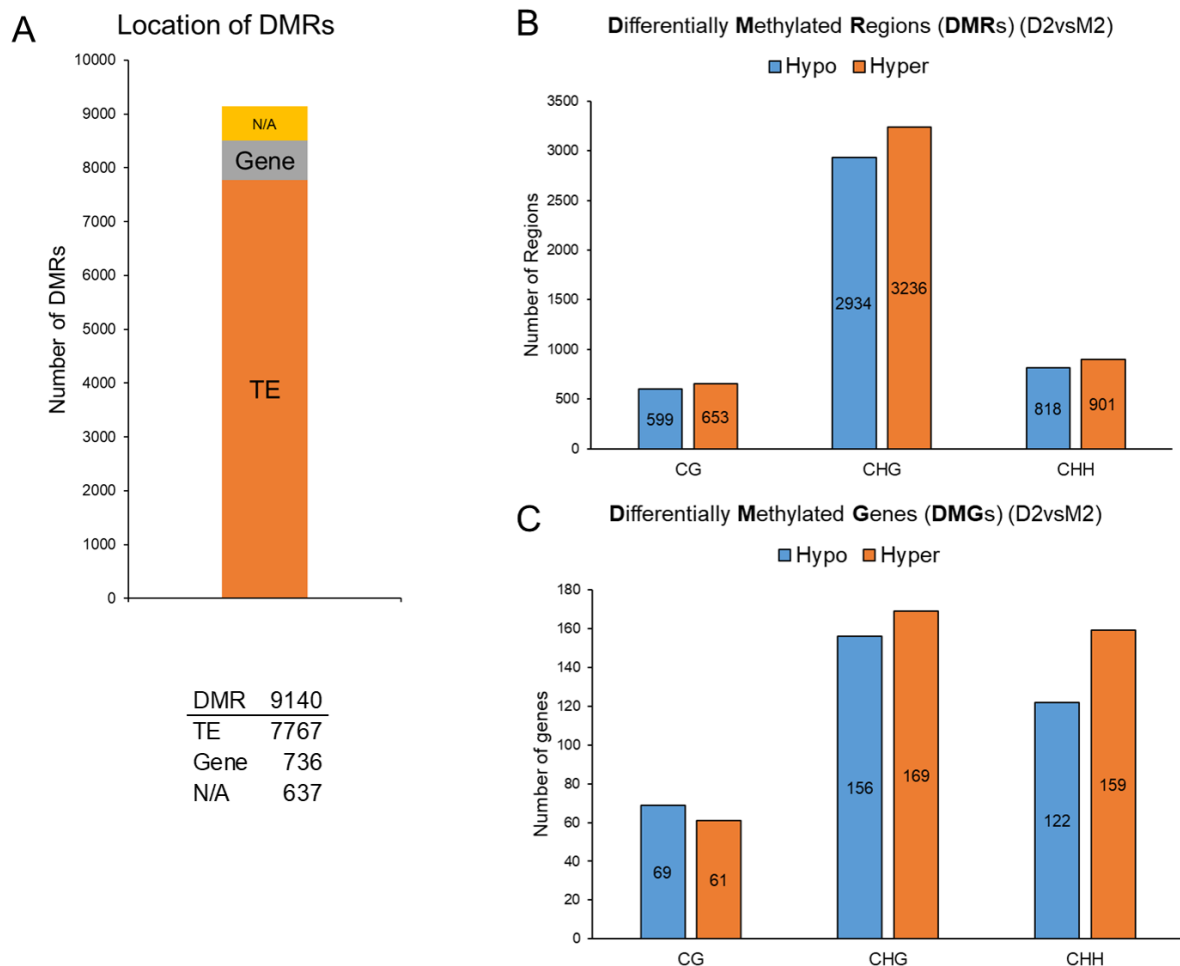 A
Location of DMRs
10000
9000
8000
7000
6000
5000
4000
3000
2000
1000
0
Number of DMRs
N/A
Gene
TE
DMR 9140
TE 7767
Gene 736
N/A 637
B
Differentially Methylated Regions (DMRs) (D2vsM2)
Hypo Hyper
3500
3000
2500
2000
1500
1000
500
0
Number of Regions
599 653 2934 3236 818 901
CG CHG CHH
C
Differentially Methylated Genes (DMGs) (D2vsM2)
Hypo Hyper
180
160
140
120
100
80
60
40
20
0
Number of genes
69 61 156 169 122 159
CG CHG CHH